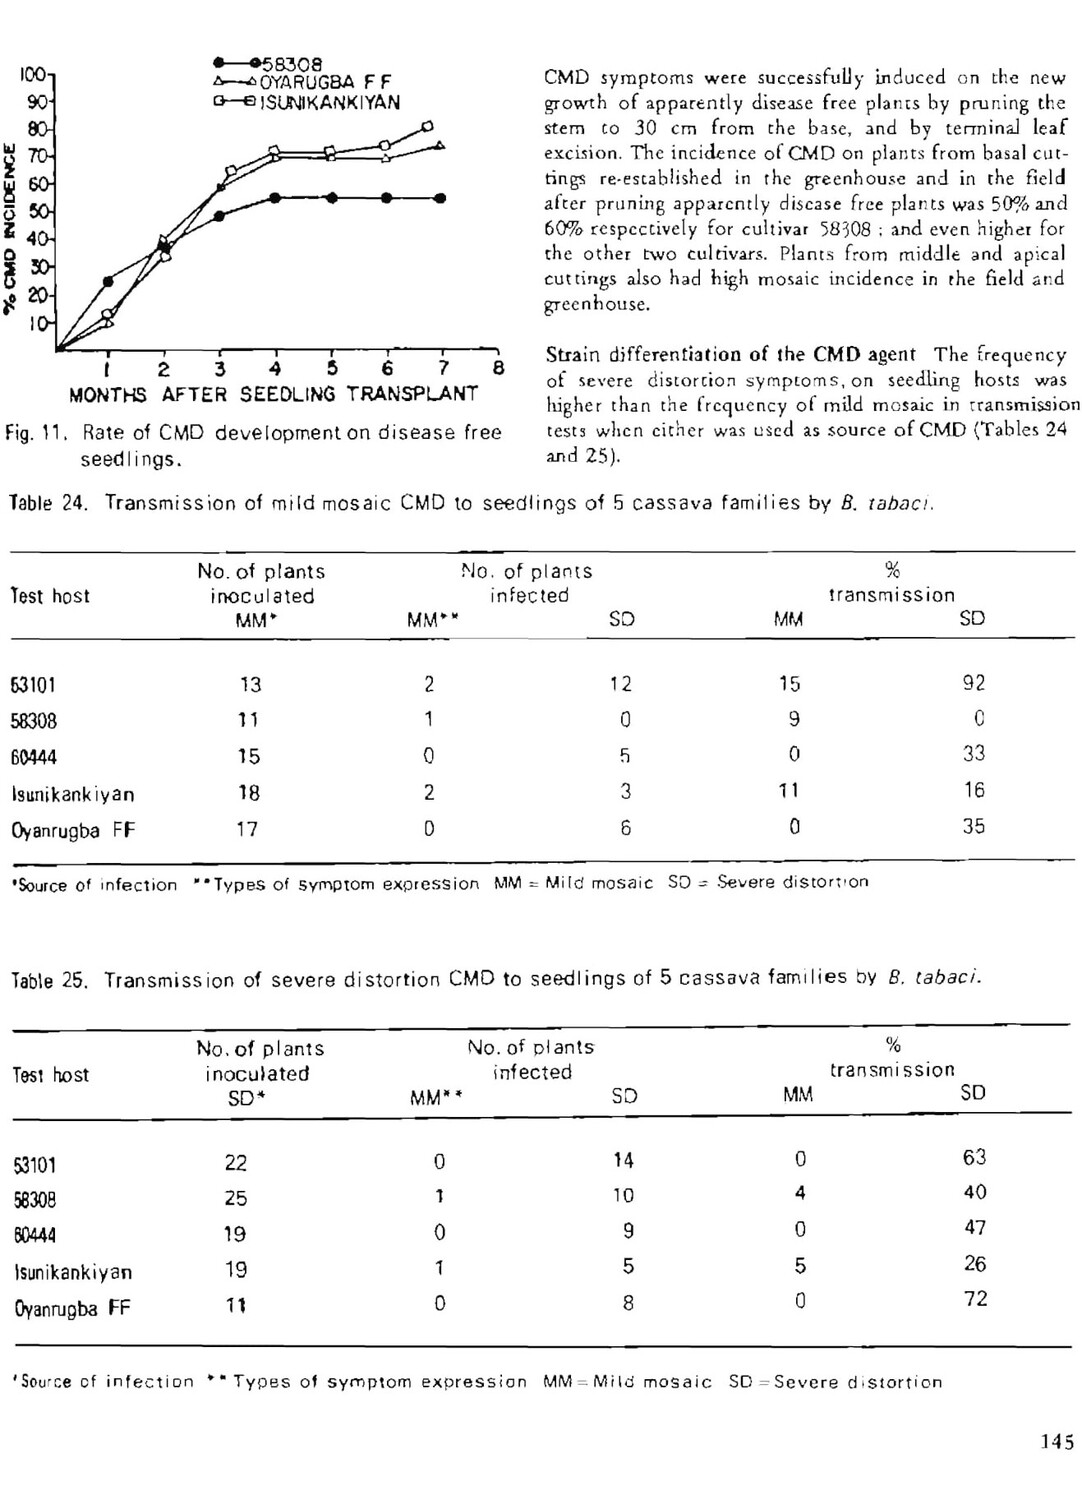 58308
OYARUGBA F F
ISUNIKANKIYAN
100
90
80
70
60
50
40
30
20
10
% CMD INCIDENCE
1 2 3 4 5 6 7 8
MONTHS AFTER SEEDLING TRANSPLANT
Fig. 11. Rate of CMD development on disease free
seedlings.
CMD symptoms were successfully induced on the new
growth of apparently disease free plants by pruning the
stem to 30 cm from the base, and by terminal leaf
excision. The incidence of CMD on plants from basal cut-
tings re-established in the greenhouse and in the field
after pruning apparently disease free plants was 50% and
60% respectively for cultivar 58308 ; and even higher for
the other two cultivars. Plants from middle and apical
cuttings also had high mosaic incidence in the field and
greenhouse.
Strain differentiation of the CMD agent The frequency
of severe distortion symptoms, on seedling hosts was
higher than the frequency of mild mosaic in transmission
tests when either was used as source of CMD (Tables 24
and 25).
Table 24. Transmission of mild mosaic CMD to seedlings of 5 cassava families by B. tabaci.
No. of plants No. of plants %
Test host inoculated infected transmission
MM* MM** SD MM SD
53101 13 2 12 15 92
58308 11 1 0 9 0
60444 15 0 5 0 33
Isunikankiyan 18 2 3 11 16
Oyanrugba FF 17 0 6 0 35
*Source of infection **Types of symptom expression MM = Mild mosaic SD = Severe distortion
Table 25. Transmission of severe distortion CMD to seedlings of 5 cassava families by B. tabaci.
No. of plants No. of plants %
Test host inoculated infected transmission
SD* MM** SD MM SD
53101 22 0 14 0 63
58308 25 1 10 4 40
60444 19 0 9 0 47
Isunikankiyan 19 1 5 5 26
Oyanrugba FF 11 0 8 0 72
*Source of infection **Types of symptom expression MM = Mild mosaic SD = Severe distortion
145